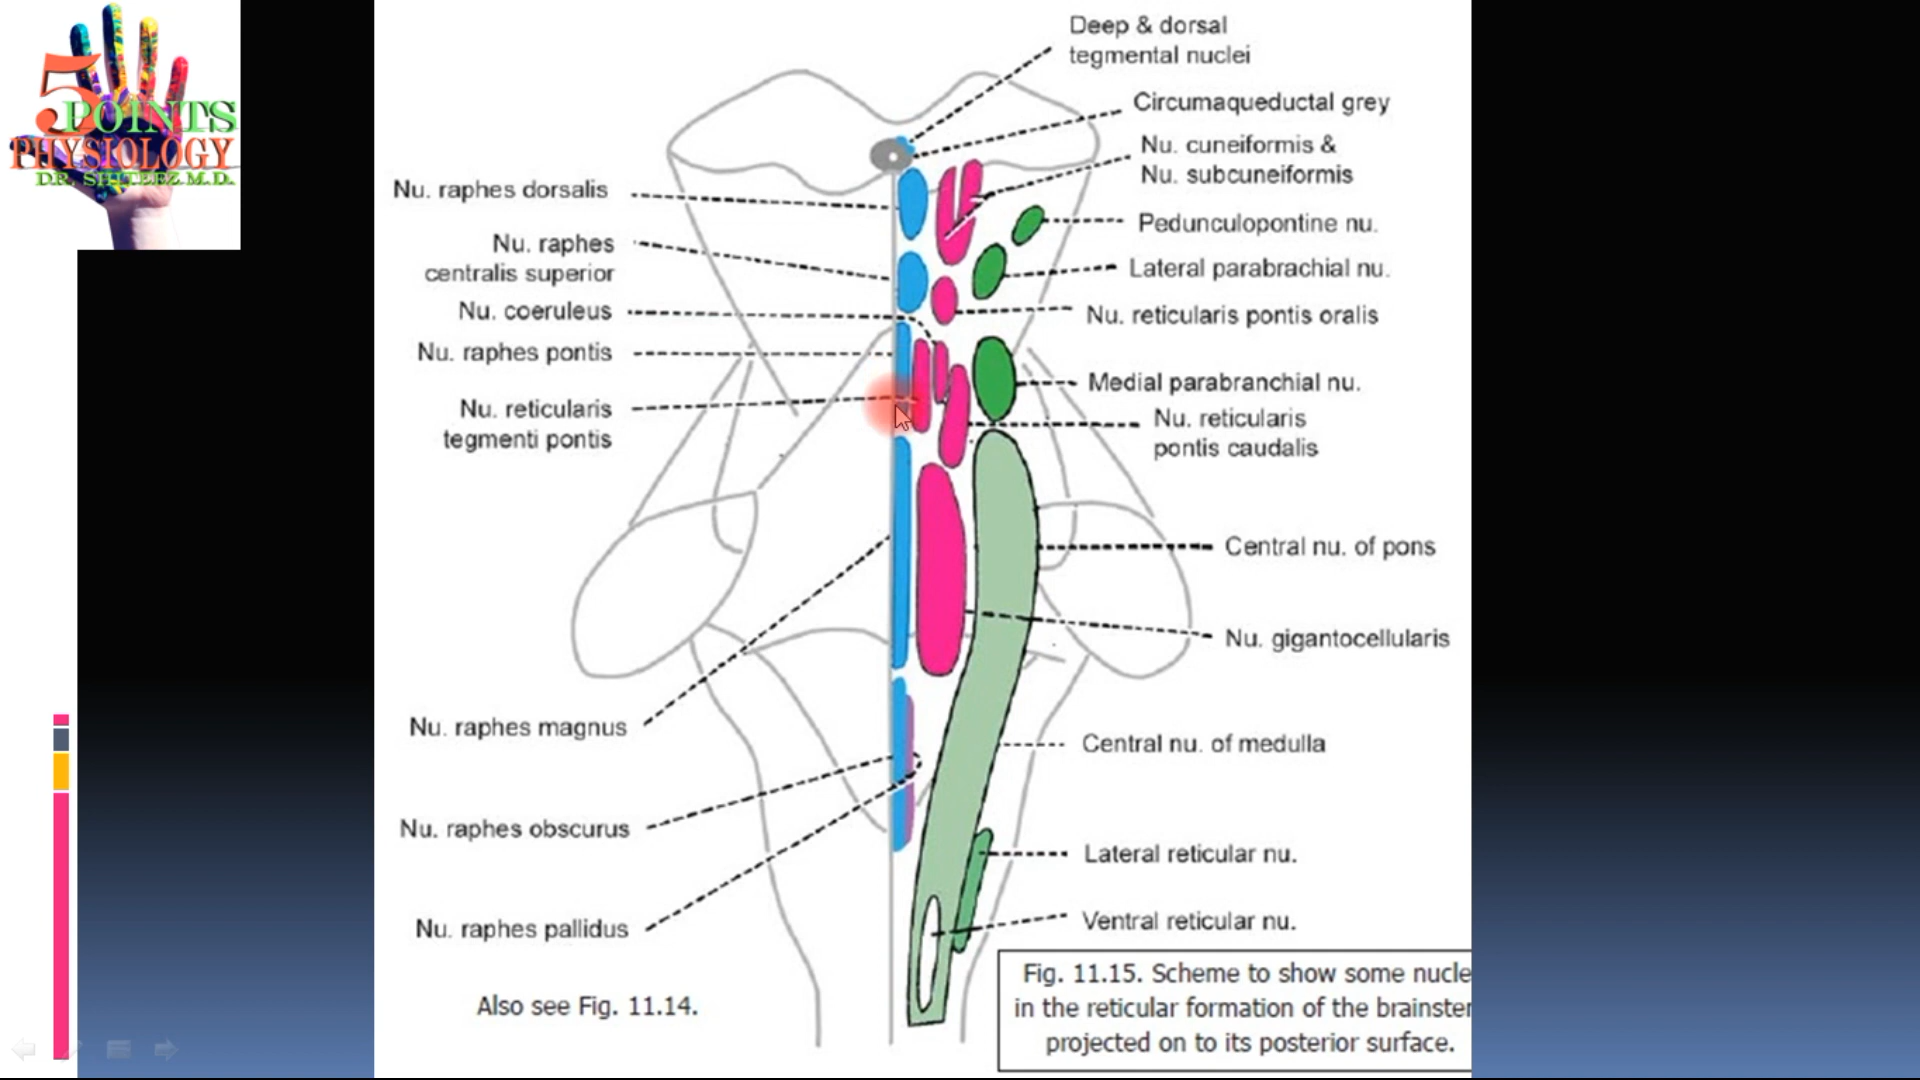 5
POINTS
PHYSIOLOGY
DR. SHITEEZ M.D.
Deep & dorsal
tegmental nuclei
Circumaqueductal grey
Nu. cuneiformis &
Nu. subcuneiformis
Pedunculopontine nu.
Lateral parabrachial nu.
Nu. reticularis pontis oralis
Medial parabranchial nu.
Nu. reticularis
pontis caudalis
Central nu. of pons
Nu. gigantocellularis
Central nu. of medulla
Lateral reticular nu.
Ventral reticular nu.
Nu. raphes dorsalis
Nu. raphes
centralis superior
Nu. coeruleus
Nu. raphes pontis
Nu. reticularis
tegmenti pontis
Nu. raphes magnus
Nu. raphes obscurus
Nu. raphes pallidus
Also see Fig. 11.14.
Fig. 11.15. Scheme to show some nucle
in the reticular formation of the brainster
projected on to its posterior surface.